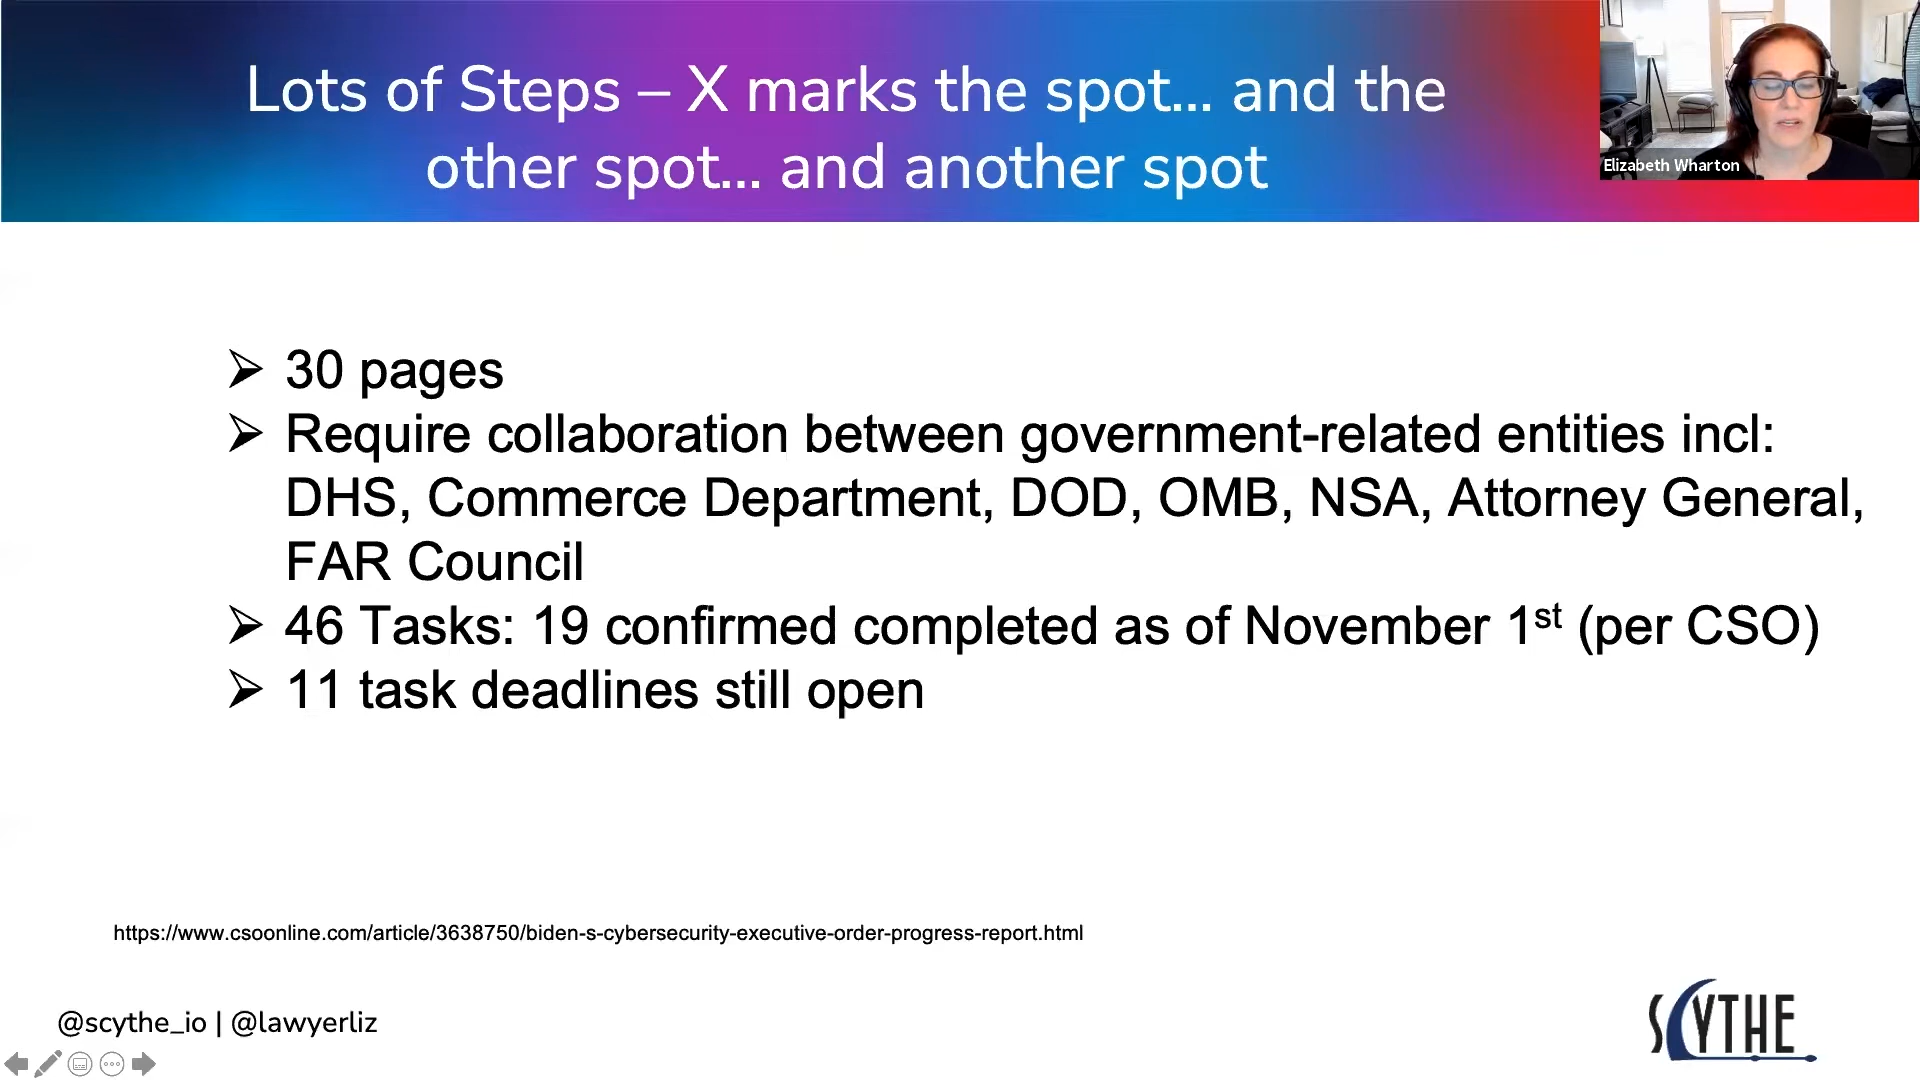 Lots of Steps – X marks the spot... and the
other spot... and another spot
Elizabeth Wharton
➢ 30 pages
➢ Require collaboration between government-related entities incl:
DHS, Commerce Department, DOD, OMB, NSA, Attorney General,
FAR Council
➢ 46 Tasks: 19 confirmed completed as of November 1st (per CSO)
➢ 11 task deadlines still open
https://www.csoonline.com/article/3638750/biden-s-cybersecurity-executive-order-progress-report.html
@scythe_io | @lawyerliz
SCYTHE